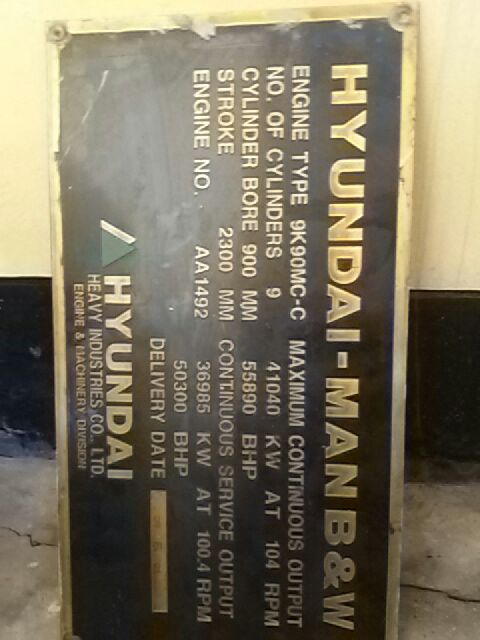 HYUNDAI-MAN B&W
ENGINE TYPE 9K90MC-C MAXIMUM CONTINUOUS OUTPUT
NO. OF CYLINDERS 9 41040 KW AT 104 RPM
CYLINDER BORE 900 MM 55890 BHP
STROKE 2300 MM CONTINUOUS SERVICE OUTPUT
ENGINE NO. AA1492 36985 KW AT 100.4 RPM
50300 BHP
DELIVERY DATE
HYUNDAI
HEAVY INDUSTRIES CO., LTD.
ENGINE & MACHINERY DIVISION